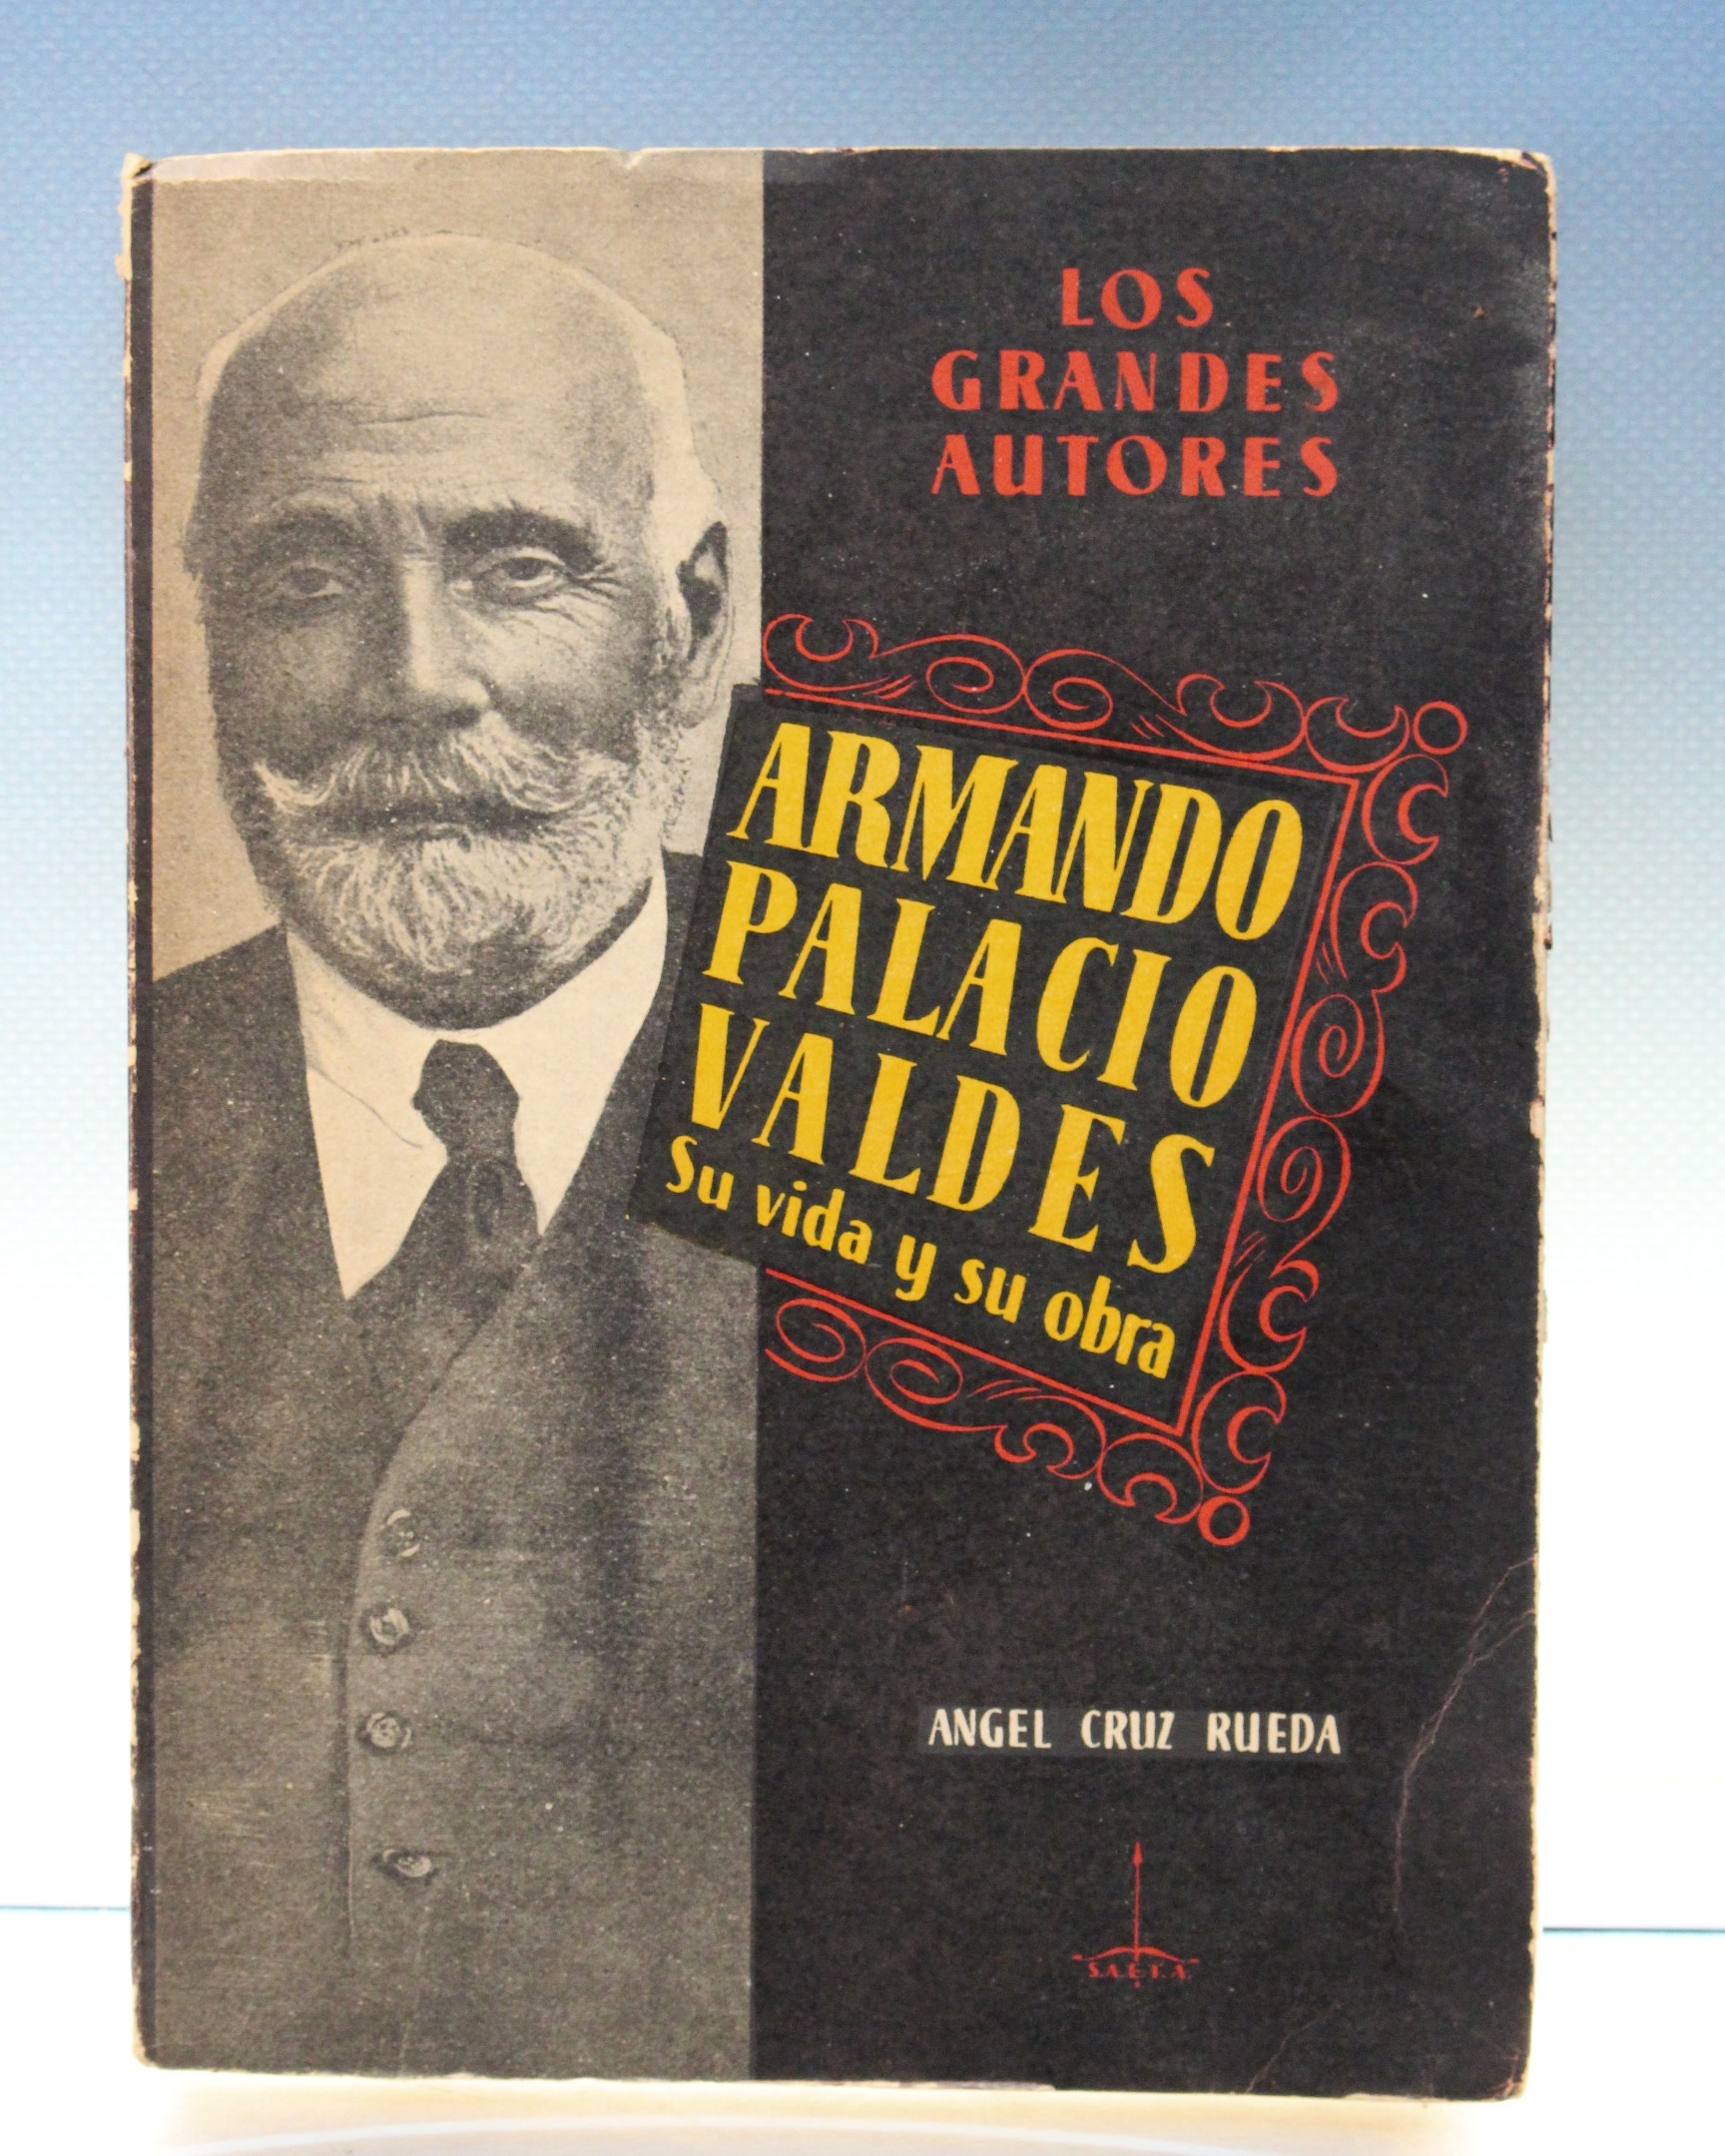 LOS
GRANDES
AUTORES
ARMANDO
PALACIO
VALDES
Su vida y su obra
ANGEL CRUZ RUEDA
S.A.E.T.A.